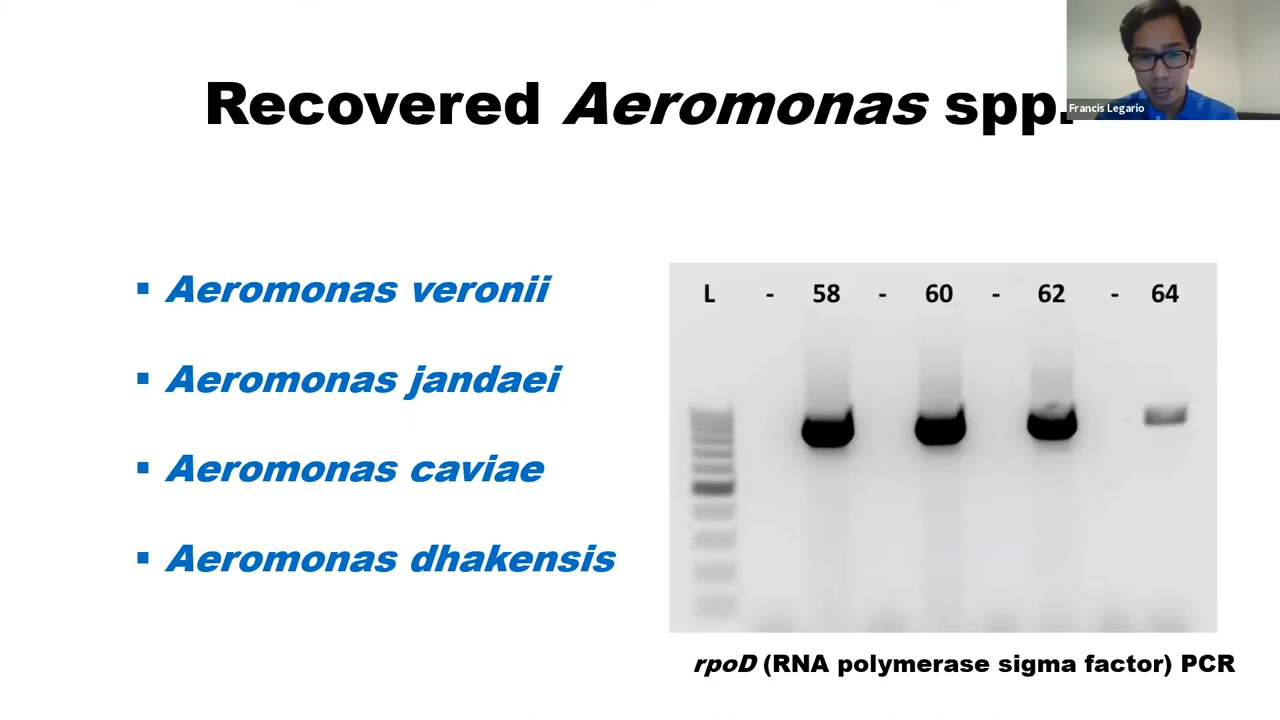 Recovered Aeromonas spp.
Francis Legario
▪ Aeromonas veronii
▪ Aeromonas jandaei
▪ Aeromonas caviae
▪ Aeromonas dhakensis
L - 58 - 60 - 62 - 64
rpoD (RNA polymerase sigma factor) PCR